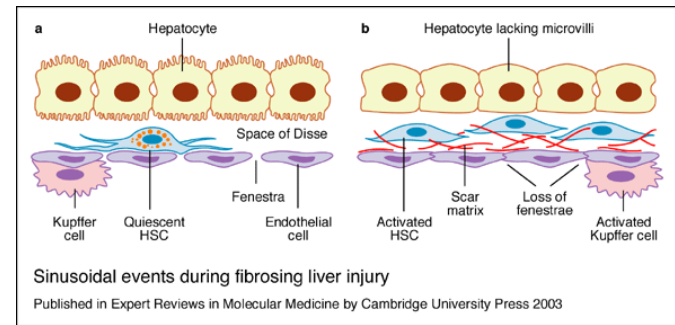 a
Hepatocyte
Space of Disse
Fenestra
Kupffer
cell
Quiescent
HSC
Endothelial
cell
b
Hepatocyte lacking microvilli
Activated
HSC
Scar
matrix
Loss of
fenestrae
Activated
Kupffer cell
Sinusoidal events during fibrosing liver injury
Published in Expert Reviews in Molecular Medicine by Cambridge University Press 2003